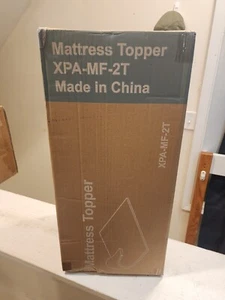 Mattress Topper
XPA-MF-2T
Made in China
XPA-MF-2T
Mattress Topper